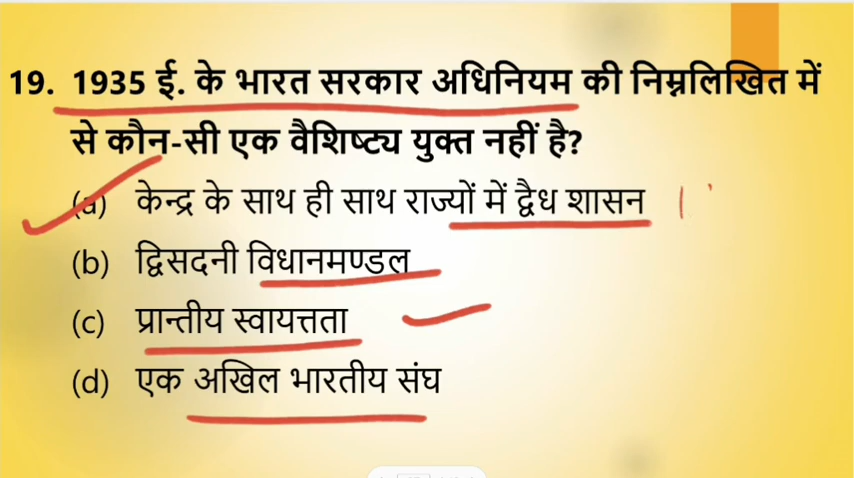 19. 1935 ई. के भारत सरकार अधिनियम की निम्नलिखित में
से कौन-सी एक वैशिष्ट्य युक्त नहीं है?
(a) केन्द्र के साथ ही साथ राज्यों में द्वैध शासन
(b) द्विसदनी विधानमण्डल
(c) प्रान्तीय स्वायत्तता
(d) एक अखिल भारतीय संघ